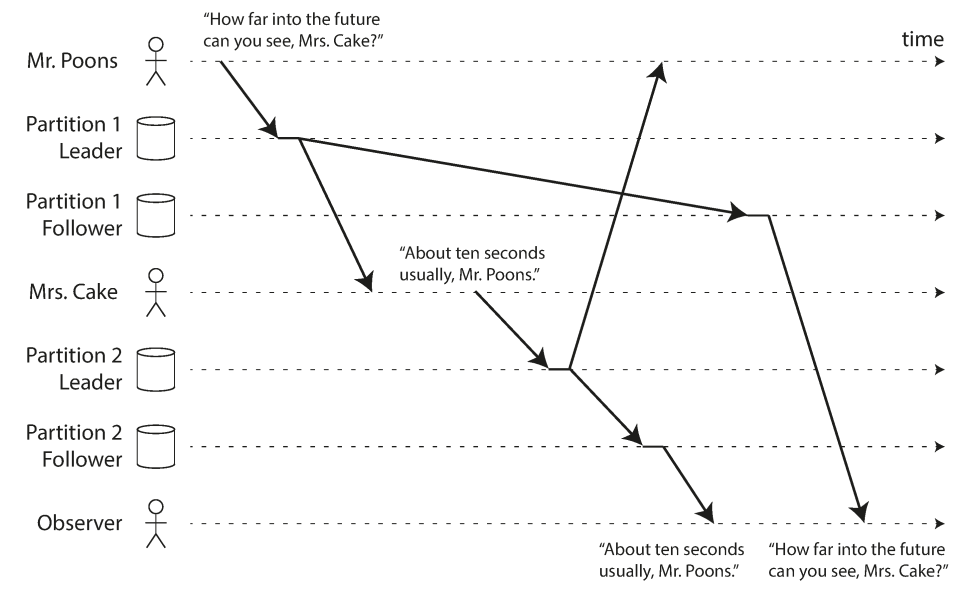 “How far into the future
can you see, Mrs. Cake?”
time
Mr. Poons
Partition 1
Leader
Partition 1
Follower
“About ten seconds
usually, Mr. Poons.”
Mrs. Cake
Partition 2
Leader
Partition 2
Follower
Observer
“About ten seconds
usually, Mr. Poons.”
“How far into the future
can you see, Mrs. Cake?”